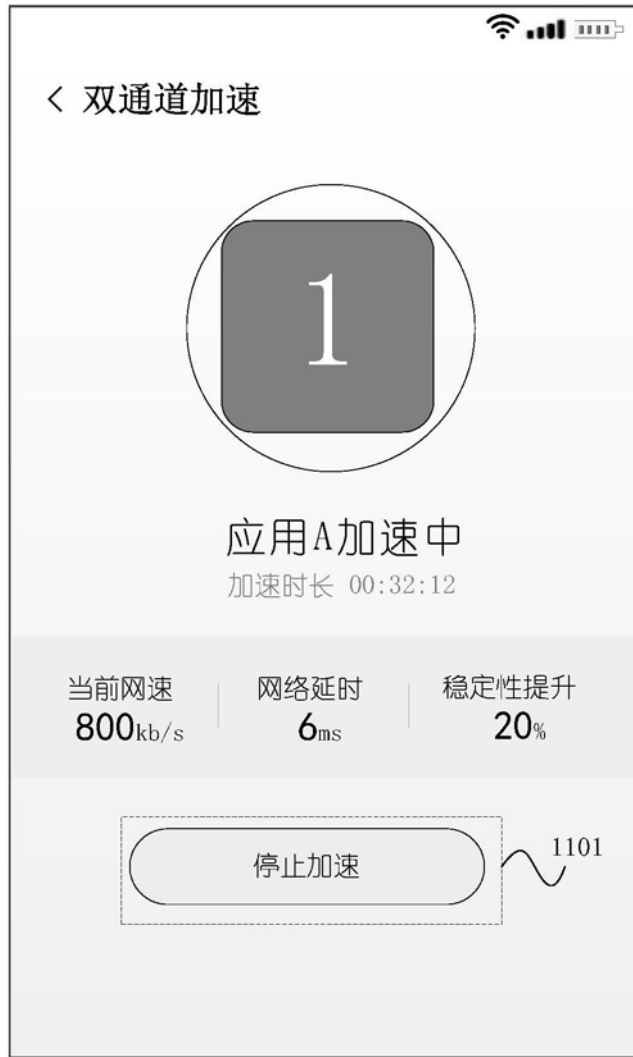 双通道加速
1
应用A加速中
加速时长 00:32:12
当前网速 网络延时 稳定性提升
800kb/s 6ms 20%
停止加速
1101